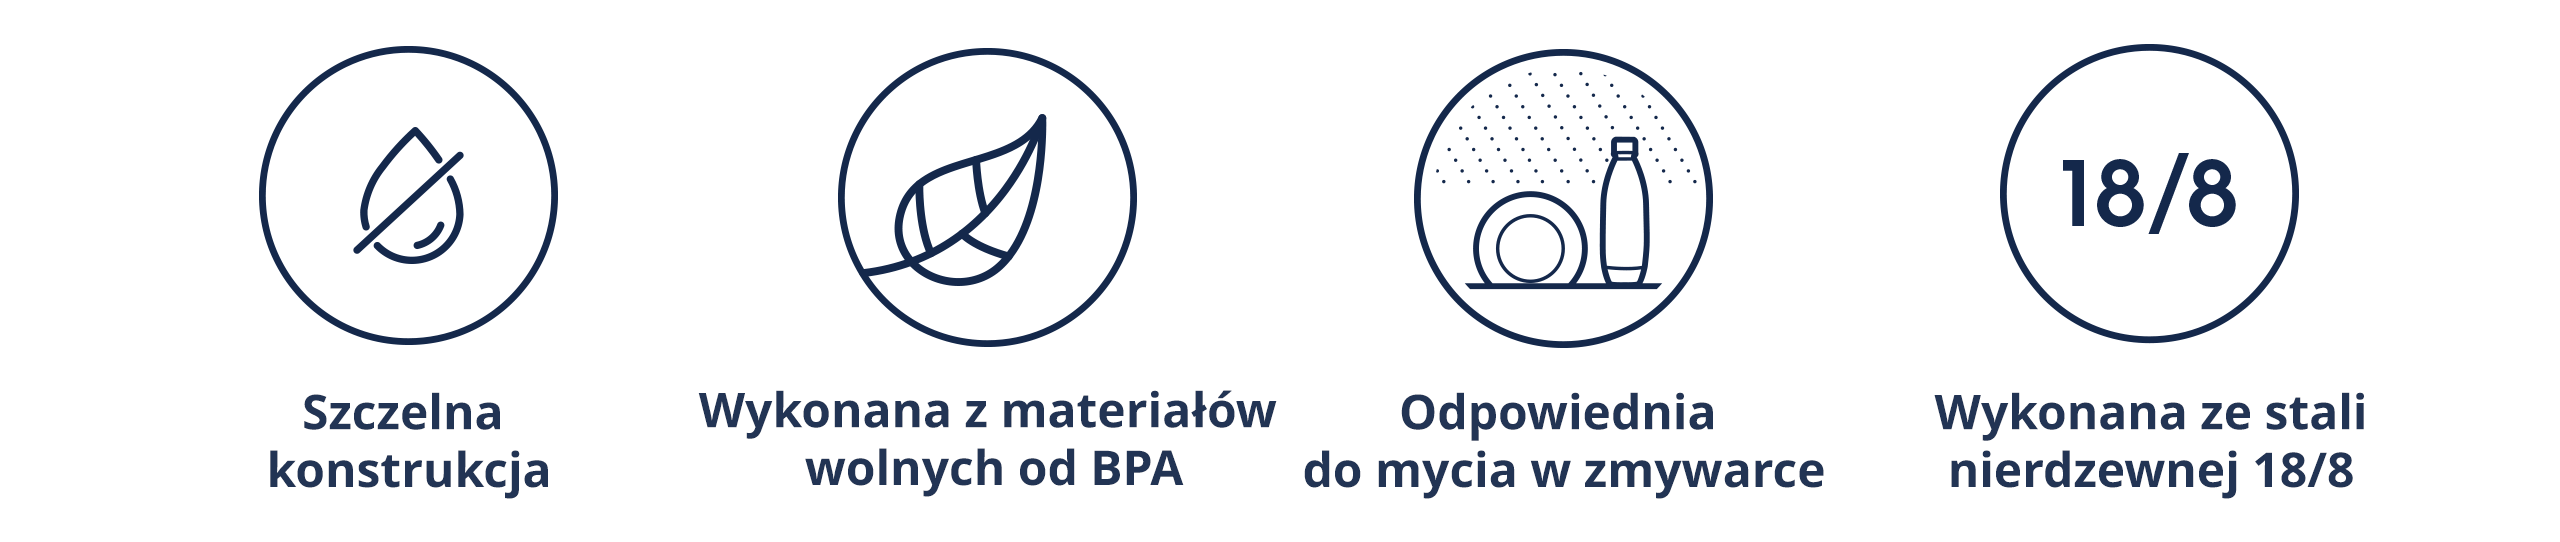 18/8
Szczelna
konstrukcja
Wykonana z materiałów
wolnych od BPA
Odpowiednia
do mycia w zmywarce
Wykonana ze stali
nierdzewnej 18/8